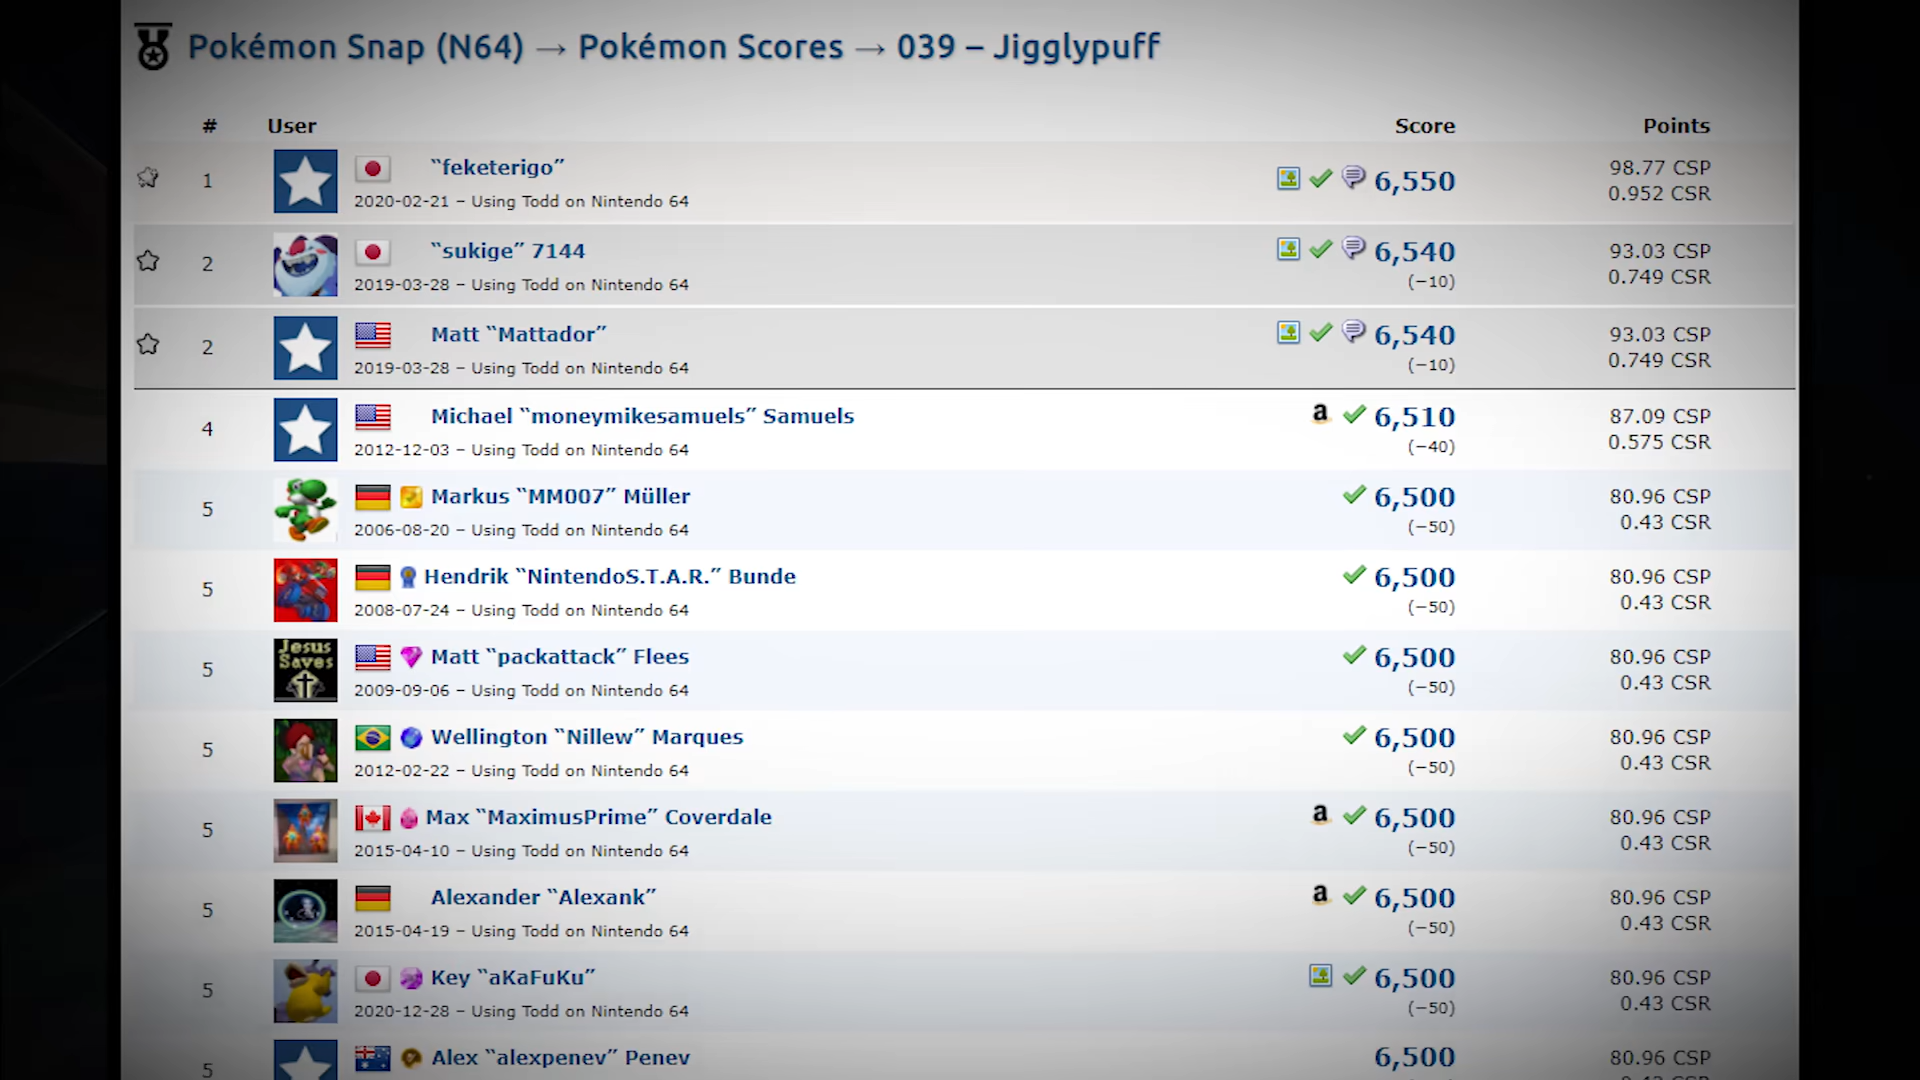 Pokémon Snap (N64) → Pokémon Scores → 039 – Jigglypuff
# User Score Points
1 “feketerigo” 6,550 98.77 CSP
2020-02-21 – Using Todd on Nintendo 64 0.952 CSR
2 “sukige” 7144 6,540 93.03 CSP
2019-03-28 – Using Todd on Nintendo 64 (−10) 0.749 CSR
2 Matt “Mattador” 6,540 93.03 CSP
2019-03-28 – Using Todd on Nintendo 64 (−10) 0.749 CSR
4 Michael “moneymikesamuels” Samuels a 6,510 87.09 CSP
2012-12-03 – Using Todd on Nintendo 64 (−40) 0.575 CSR
5 Markus “MM007” Müller 6,500 80.96 CSP
2006-08-20 – Using Todd on Nintendo 64 (−50) 0.43 CSR
5 Hendrik “NintendoS.T.A.R.” Bunde 6,500 80.96 CSP
2008-07-24 – Using Todd on Nintendo 64 (−50) 0.43 CSR
Jesus
Saves
5 Matt “packattack” Flees 6,500 80.96 CSP
2009-09-06 – Using Todd on Nintendo 64 (−50) 0.43 CSR
5 Wellington “Nillew” Marques 6,500 80.96 CSP
2012-02-22 – Using Todd on Nintendo 64 (−50) 0.43 CSR
5 Max “MaximusPrime” Coverdale a 6,500 80.96 CSP
2015-04-10 – Using Todd on Nintendo 64 (−50) 0.43 CSR
5 Alexander “Alexank” a 6,500 80.96 CSP
2015-04-19 – Using Todd on Nintendo 64 (−50) 0.43 CSR
5 Key “aKaFuKu” 6,500 80.96 CSP
2020-12-28 – Using Todd on Nintendo 64 (−50) 0.43 CSR
5 Alex “alexpenev” Penev 6,500 80.96 CSP